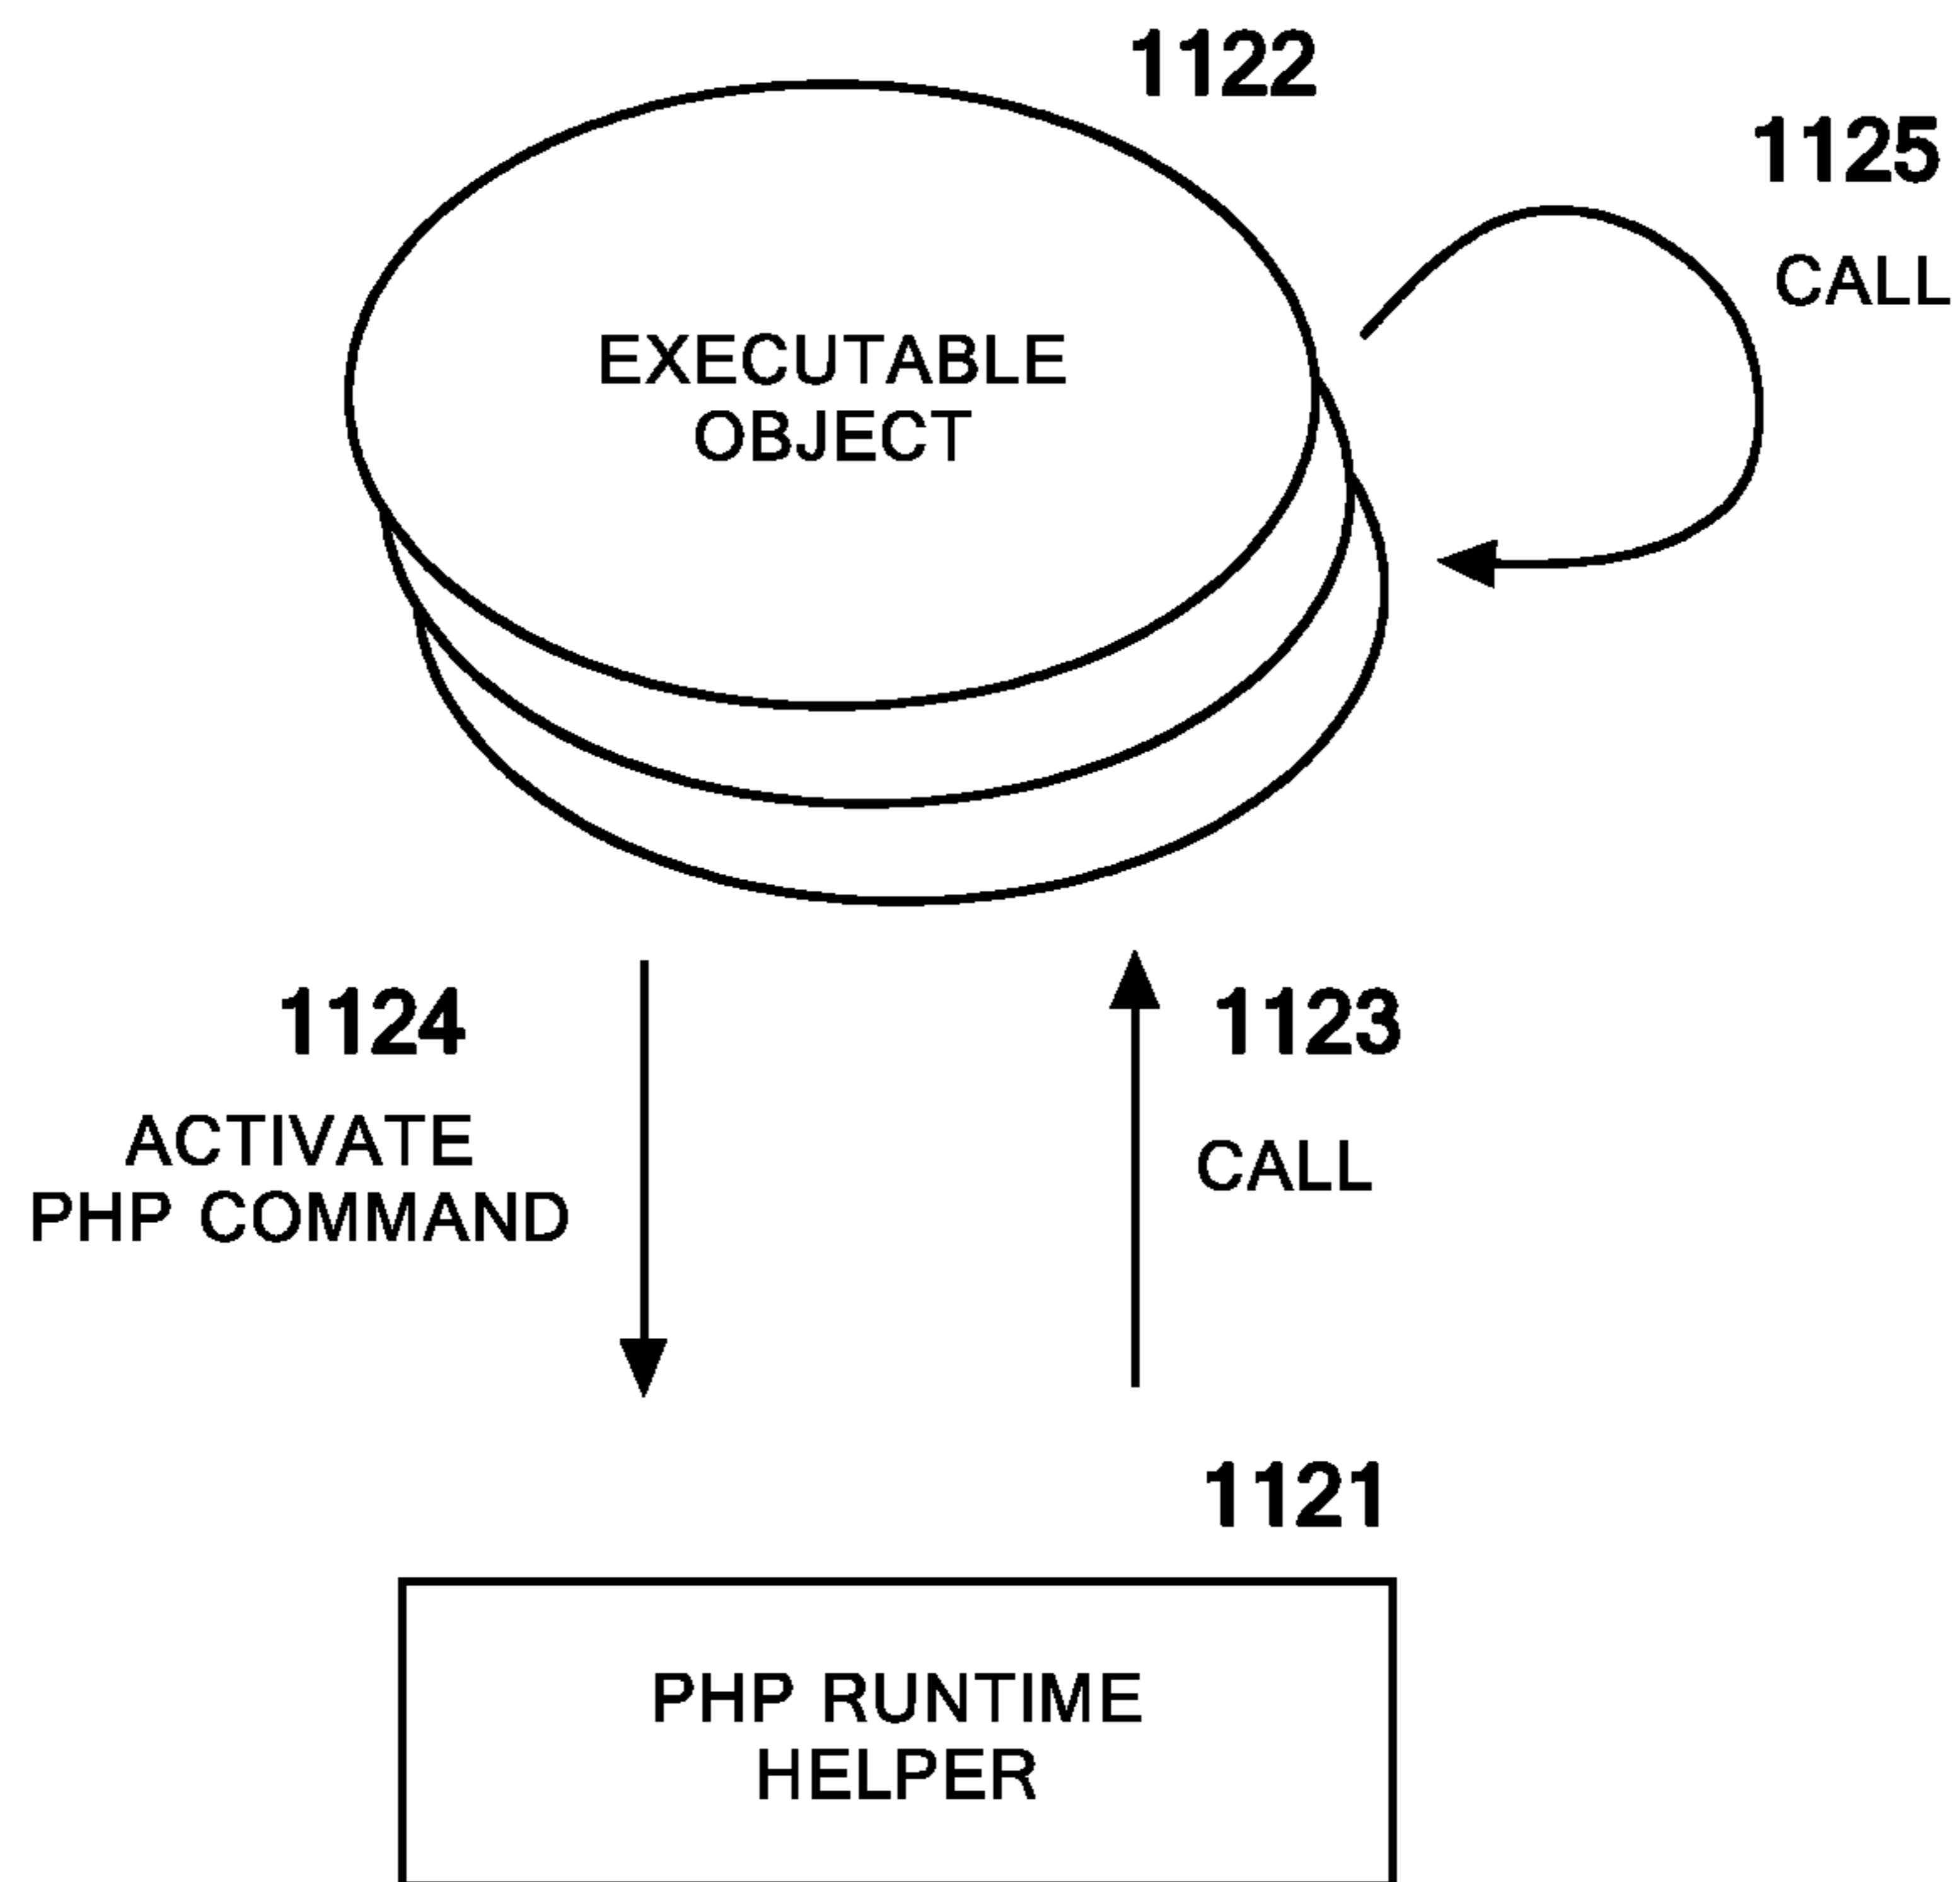 1122
1125
CALL
EXECUTABLE
OBJECT
1124
ACTIVATE
PHP COMMAND
1123
CALL
1121
PHP RUNTIME
HELPER